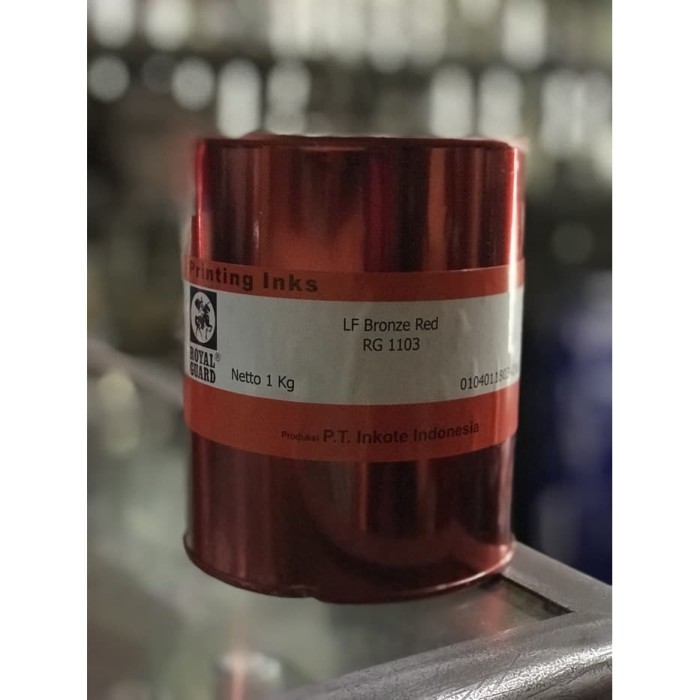 Printing Inks
LF Bronze Red
RG 1103
ROYAL®
GUARD
Netto 1 Kg
Produksi P.T. Inkote Indonesia